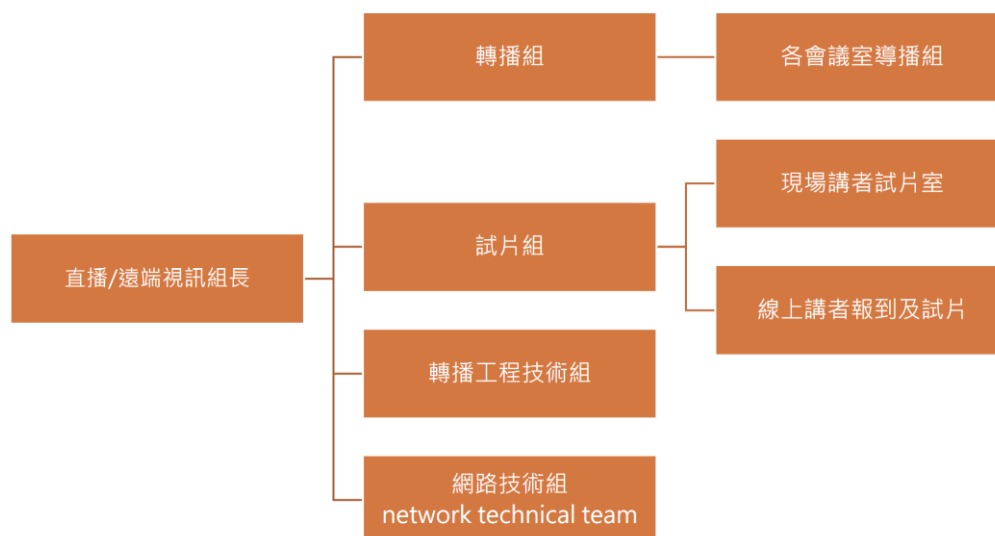 直播/遠端視訊組長
轉播組
各會議室導播組
試片組
現場講者試片室
線上講者報到及試片
轉播工程技術組
網路技術組
network technical team